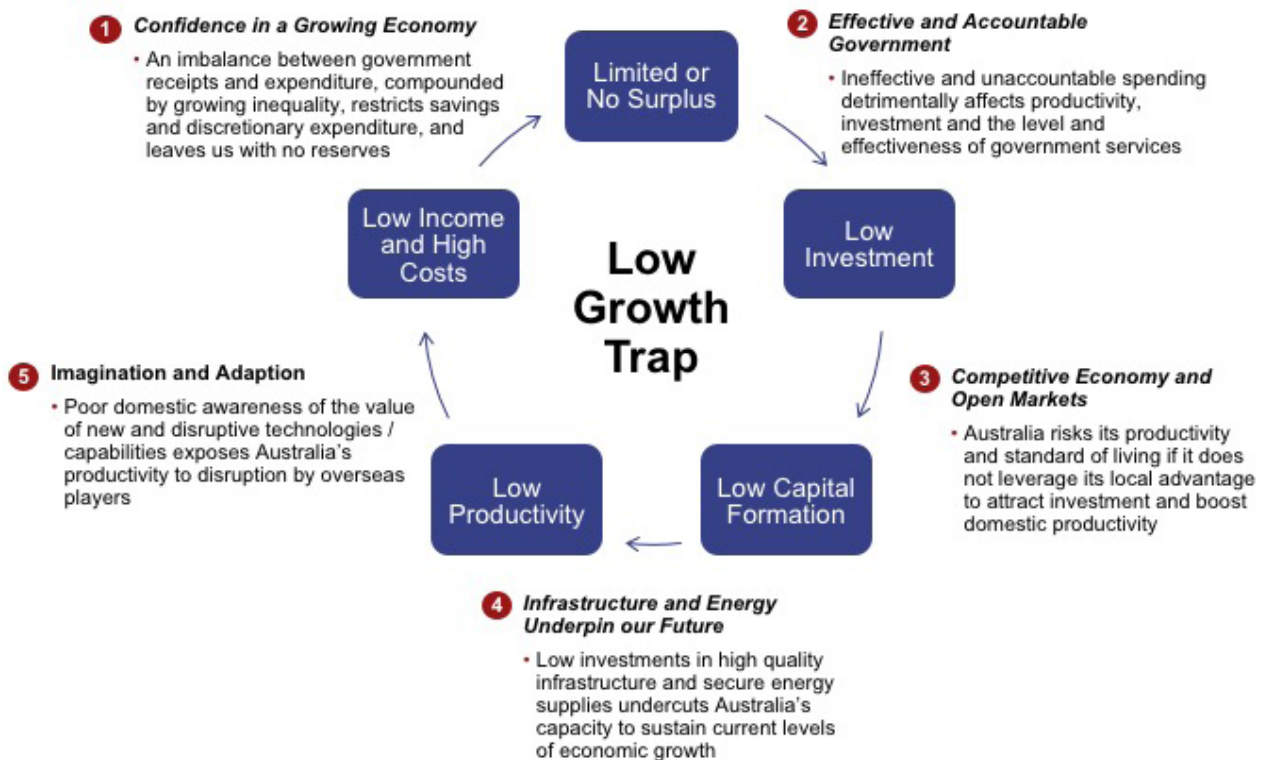 1 Confidence in a Growing Economy
• An imbalance between government
receipts and expenditure, compounded
by growing inequality, restricts savings
and discretionary expenditure, and
leaves us with no reserves
Limited or
No Surplus
2 Effective and Accountable
Government
• Ineffective and unaccountable spending
detrimentally affects productivity,
investment and the level and
effectiveness of government services
Low Income
and High
Costs
Low
Growth
Trap
Low
Investment
5 Imagination and Adaption
• Poor domestic awareness of the value
of new and disruptive technologies /
capabilities exposes Australia's
productivity to disruption by overseas
players
3 Competitive Economy and
Open Markets
• Australia risks its productivity
and standard of living if it does
not leverage its local advantage
to attract investment and boost
domestic productivity
Low
Productivity
Low Capital
Formation
4 Infrastructure and Energy
Underpin our Future
• Low investments in high quality
infrastructure and secure energy
supplies undercuts Australia's
capacity to sustain current levels
of economic growth